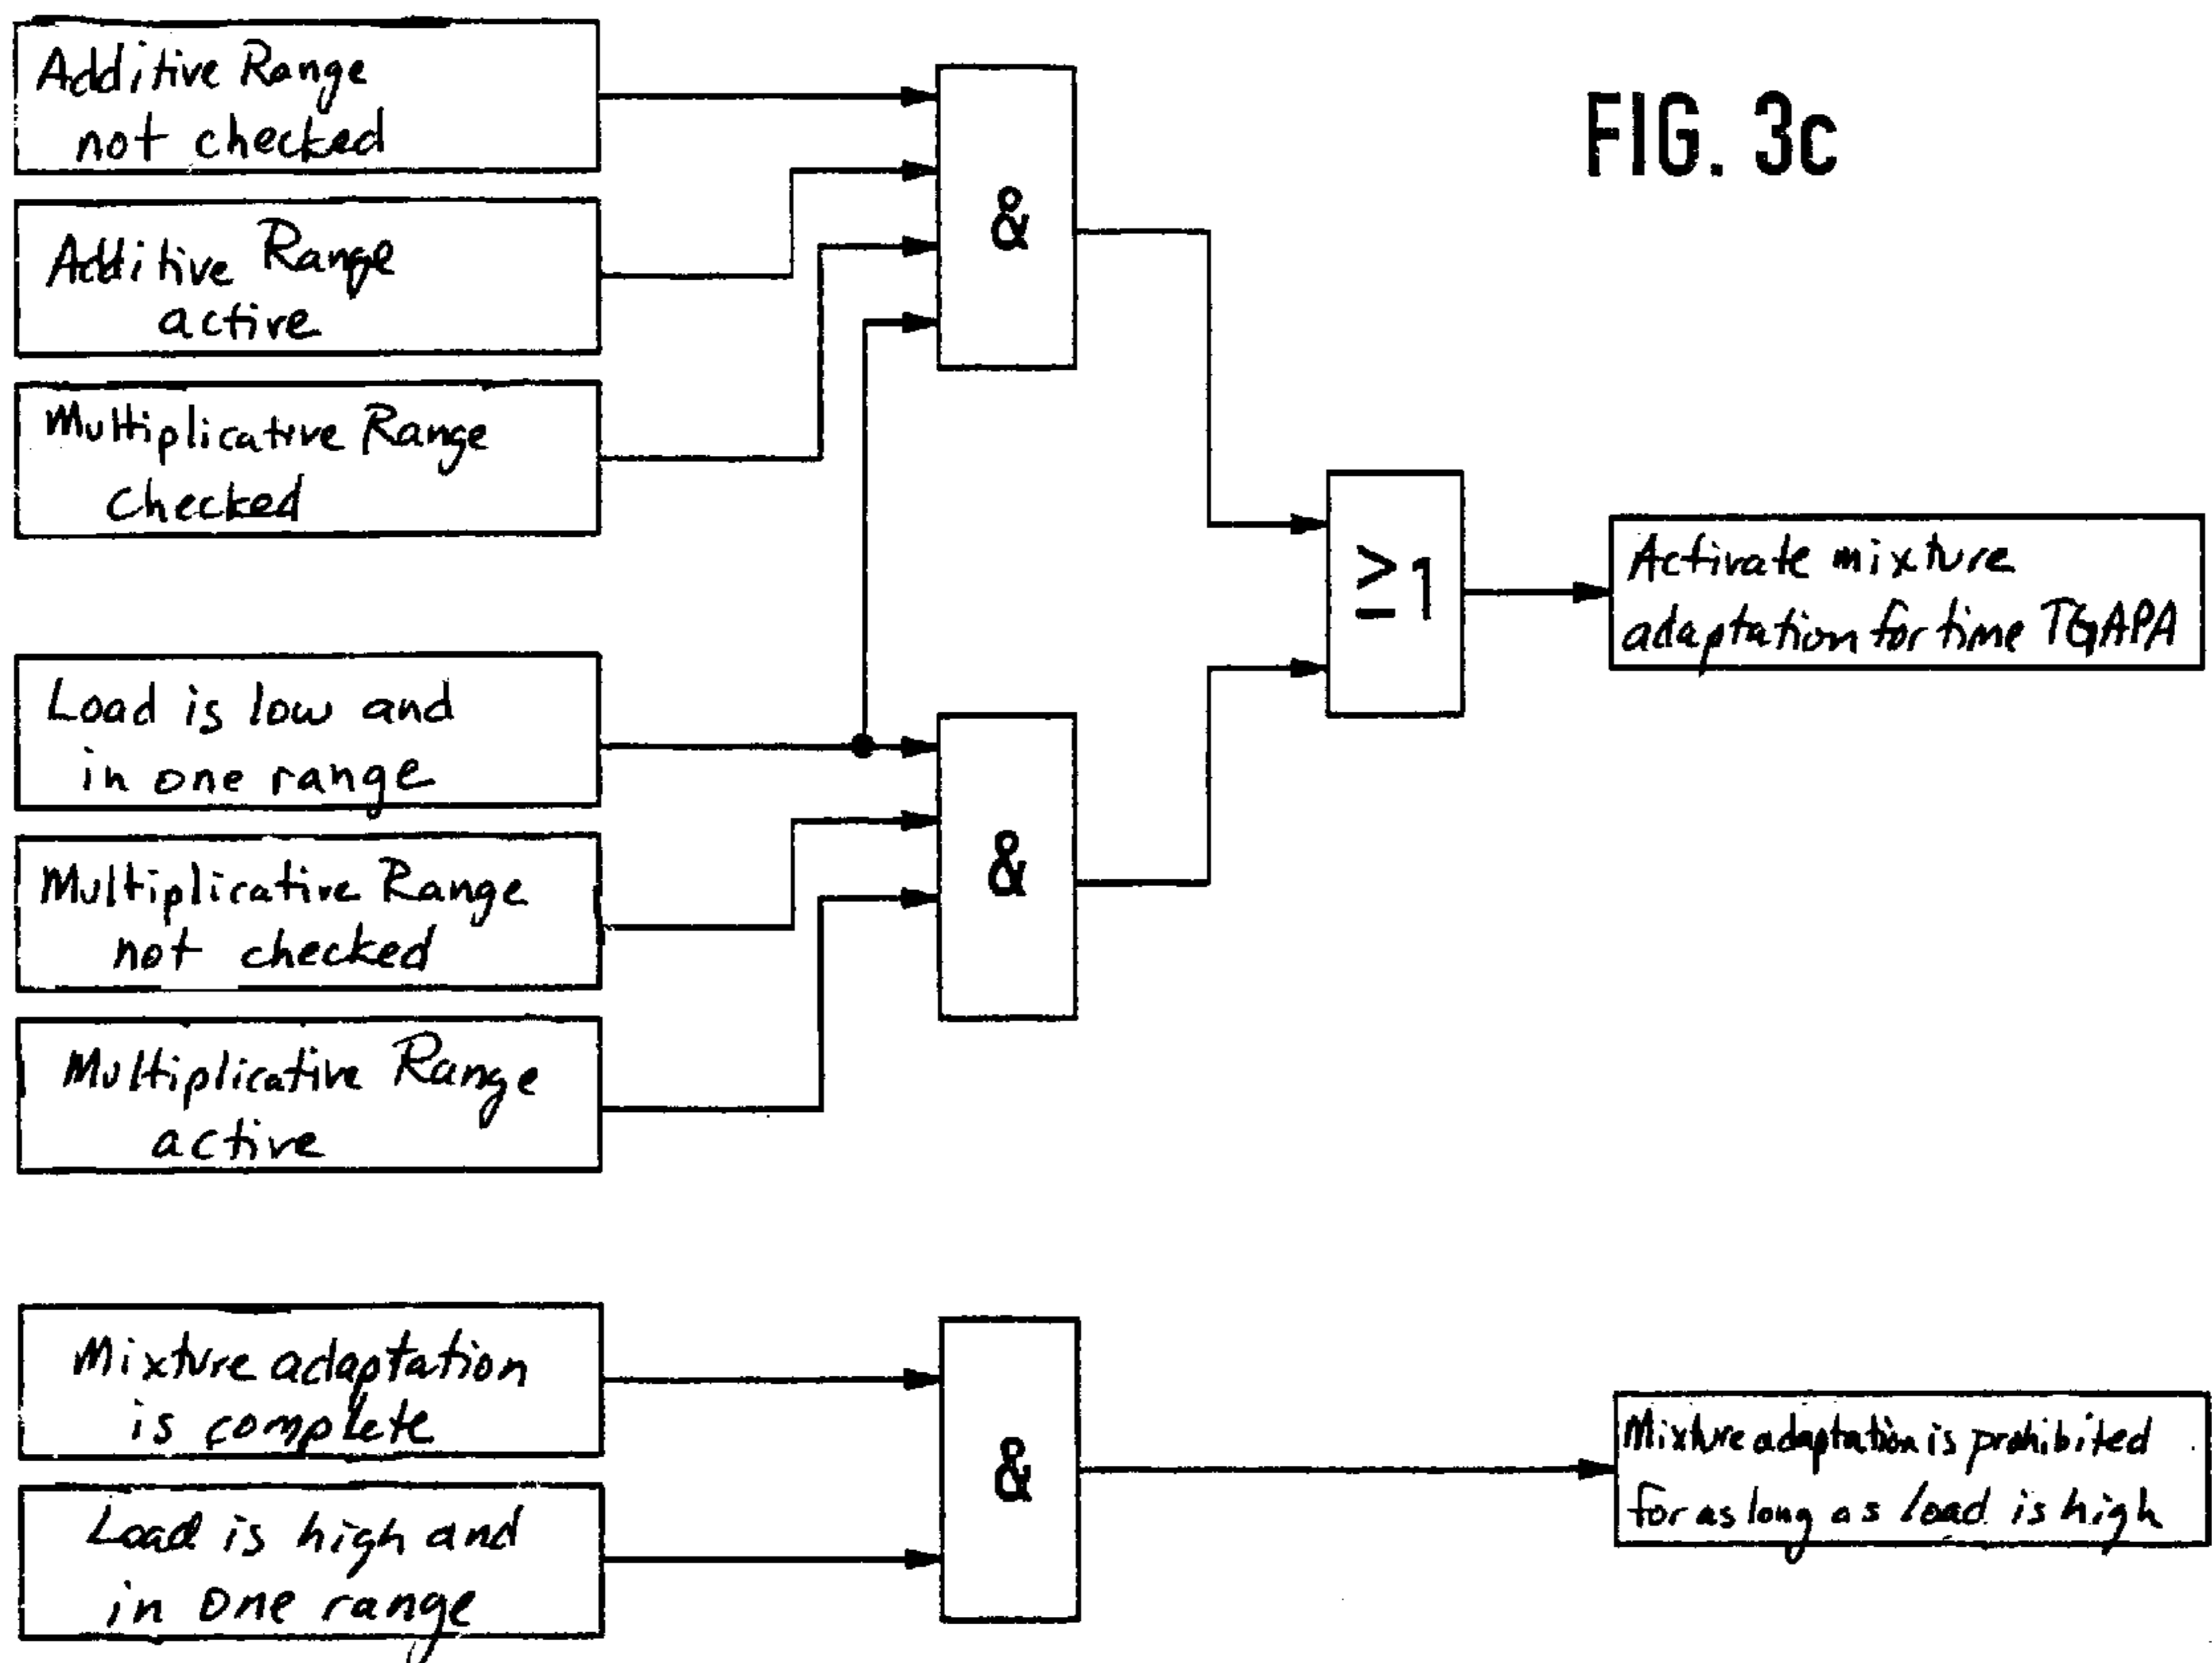 Additive Range
not checked
FIG. 3c
&
Additive Range
active
Multiplicative Range
checked
≥1
Activate mixture
adaptation for time TGAPA
Load is low and
in one range
&
Multiplicative Range
not checked
Multiplicative Range
active
Mixture adaptation
is complete
&
Mixture adaptation is prohibited
for as long as load is high
Load is high and
in one range